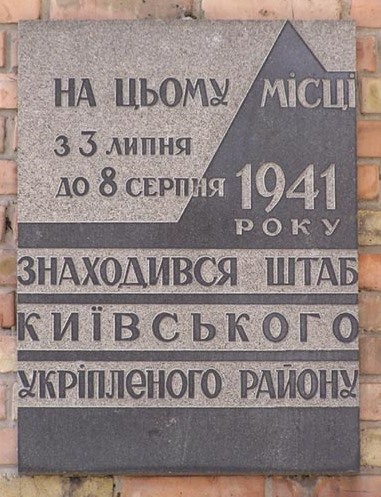 НА ЦЬОМУ МІСЦІ
З 3 ЛИПНЯ
ДО 8 СЕРПНЯ 1941
РОКУ
ЗНАХОДИВСЯ ШТАБ
КИЇВСЬКОГО
УКРІПЛЕНОГО РАЙОНУ